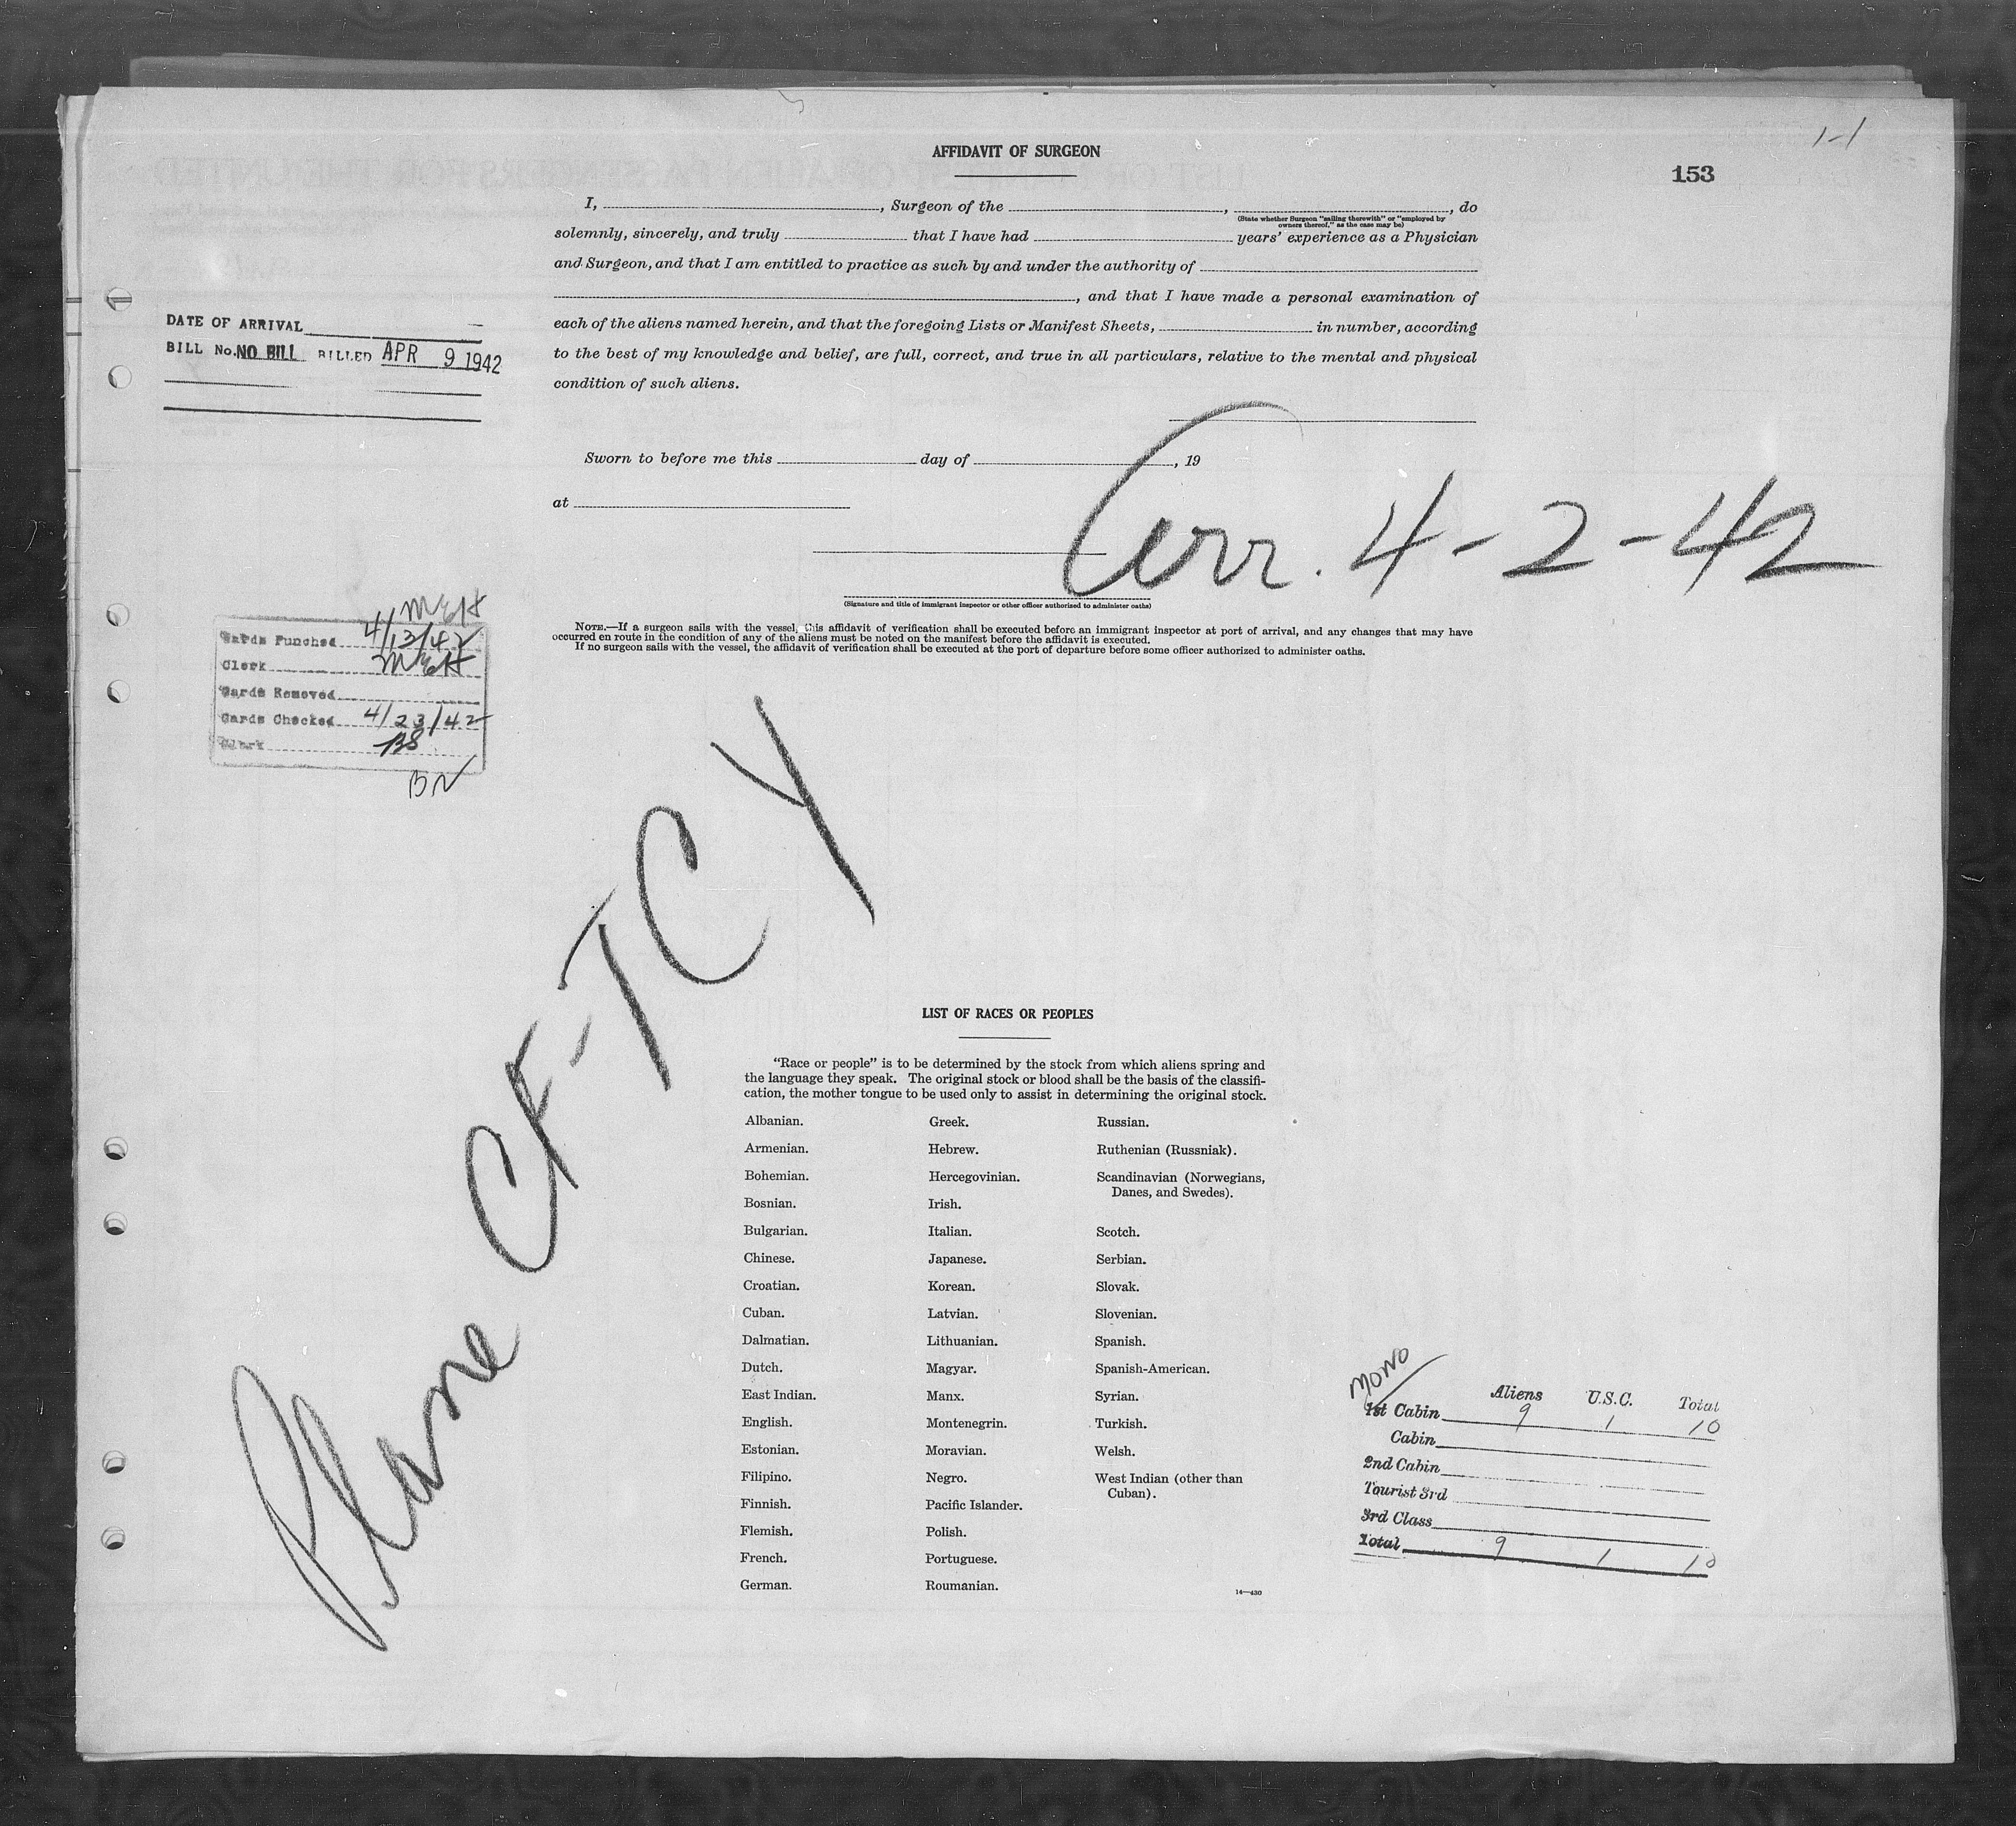 1-1
153
AFFIDAVIT OF SURGEON
I, , Surgeon of the , , do
(State whether Surgeon "sailing therewith" or "employed by
owners thereof," as the case may be)
solemnly, sincerely, and truly that I have had years' experience as a Physician
and Surgeon, and that I am entitled to practice as such by and under the authority of
, and that I have made a personal examination of
each of the aliens named herein, and that the foregoing Lists or Manifest Sheets, in number, according
to the best of my knowledge and belief, are full, correct, and true in all particulars, relative to the mental and physical
condition of such aliens.
DATE OF ARRIVAL
BILL No. NO BILL BILLED APR 9 1942
Sworn to before me this day of , 19
at
Arr. 4-2-42
(Signature and title of immigrant inspector or other officer authorized to administer oaths)
NOTE.—If a surgeon sails with the vessel, this affidavit of verification shall be executed before an immigrant inspector at port of arrival, and any changes that may have
occurred en route in the condition of any of the aliens must be noted on the manifest before the affidavit is executed.
If no surgeon sails with the vessel, the affidavit of verification shall be executed at the port of departure before some officer authorized to administer oaths.
Cards Punched 4/13/42
Clerk
Cards Removed
Cards Checked 4/23/42
Clerk BS
BN
Plane CF-TCY
LIST OF RACES OR PEOPLES
"Race or people" is to be determined by the stock from which aliens spring and
the language they speak. The original stock or blood shall be the basis of the classifi-
cation, the mother tongue to be used only to assist in determining the original stock.
Albanian.
Armenian.
Bohemian.
Bosnian.
Bulgarian.
Chinese.
Croatian.
Cuban.
Dalmatian.
Dutch.
East Indian.
English.
Estonian.
Filipino.
Finnish.
Flemish.
French.
German.
Greek.
Hebrew.
Hercegovinian.
Irish.
Italian.
Japanese.
Korean.
Latvian.
Lithuanian.
Magyar.
Manx.
Montenegrin.
Moravian.
Negro.
Pacific Islander.
Polish.
Portuguese.
Roumanian.
Russian.
Ruthenian (Russniak).
Scandinavian (Norwegians,
Danes, and Swedes).
Scotch.
Serbian.
Slovak.
Slovenian.
Spanish.
Spanish-American.
Syrian.
Turkish.
Welsh.
West Indian (other than
Cuban).
14—430
MONO
Aliens U.S.C. Total
1st Cabin 9 1 10
Cabin
2nd Cabin
Tourist 3rd
3rd Class
Total 9 1 10